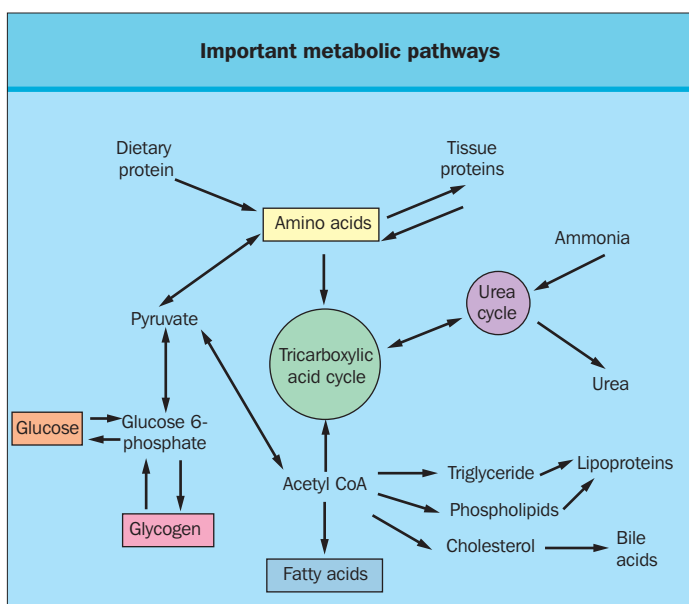 Important metabolic pathways
Dietary
protein
Tissue
proteins
Amino acids
Ammonia
Urea
cycle
Pyruvate
Tricarboxylic
acid cycle
Urea
Glucose
Glucose 6-
phosphate
Acetyl CoA
Triglyceride
Lipoproteins
Phospholipids
Glycogen
Cholesterol
Bile
acids
Fatty acids